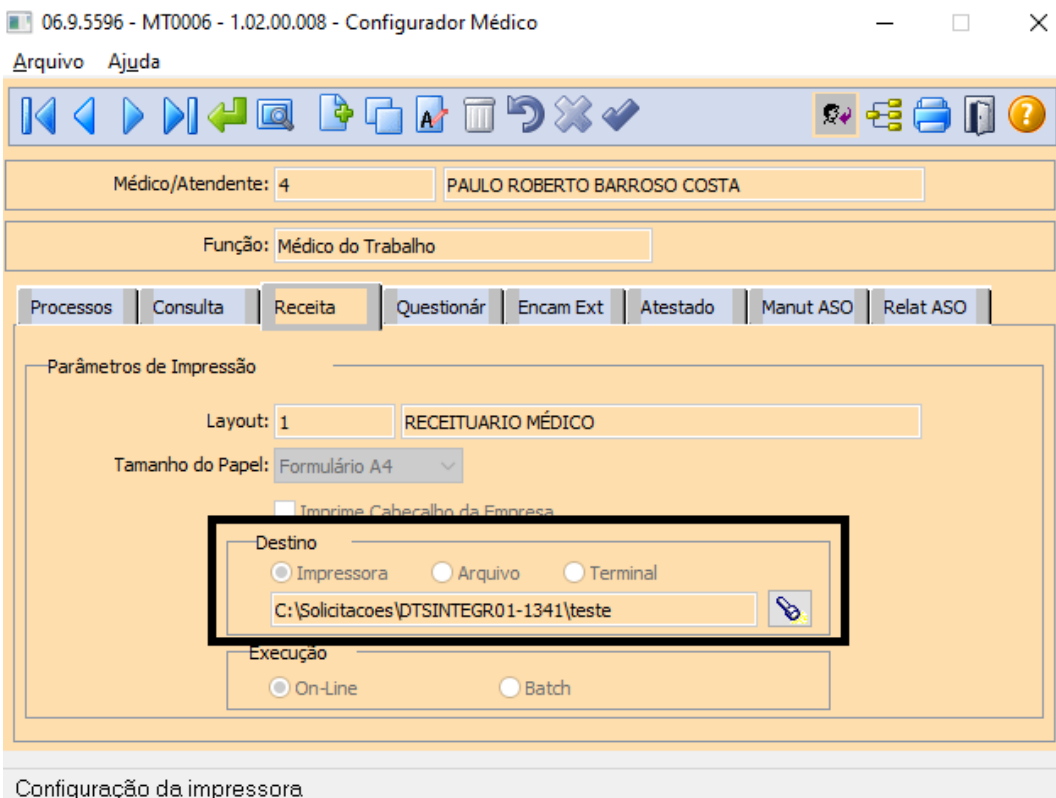 06.9.5596 - MT0006 - 1.02.00.008 - Configurador Médico
Arquivo Ajuda
Médico/Atendente: 4 PAULO ROBERTO BARROSO COSTA
Função: Médico do Trabalho
Processos Consulta Receita Questionár Encam Ext Atestado Manut ASO Relat ASO
Parâmetros de Impressão
Layout: 1 RECEITUARIO MÉDICO
Tamanho do Papel: Formulário A4
Imprime Cabeçalho da Empresa
Destino
Impressora Arquivo Terminal
C:\Solicitacoes\DTSINTEGR01-1341\teste
Execução
On-Line Batch
Configuração da impressora